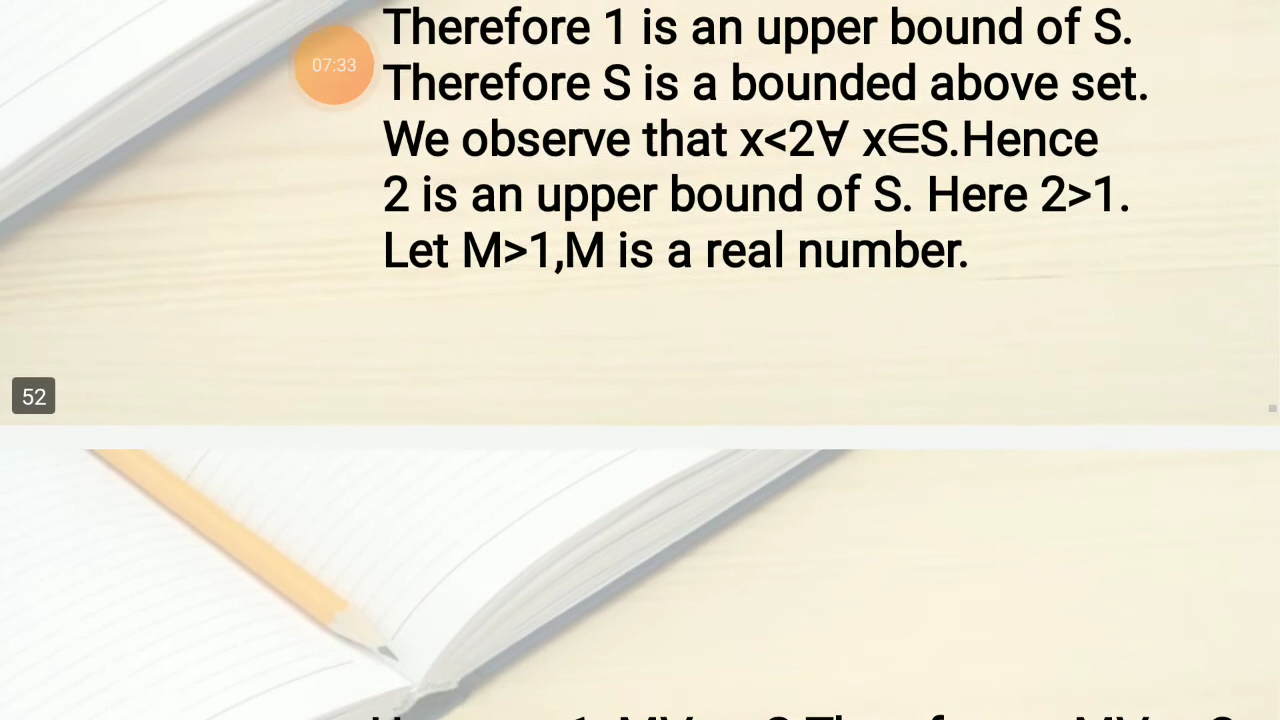 Therefore 1 is an upper bound of S.
07:33
Therefore S is a bounded above set.
We observe that x<2∀ x∈S.Hence
2 is an upper bound of S. Here 2>1.
Let M>1,M is a real number.
52